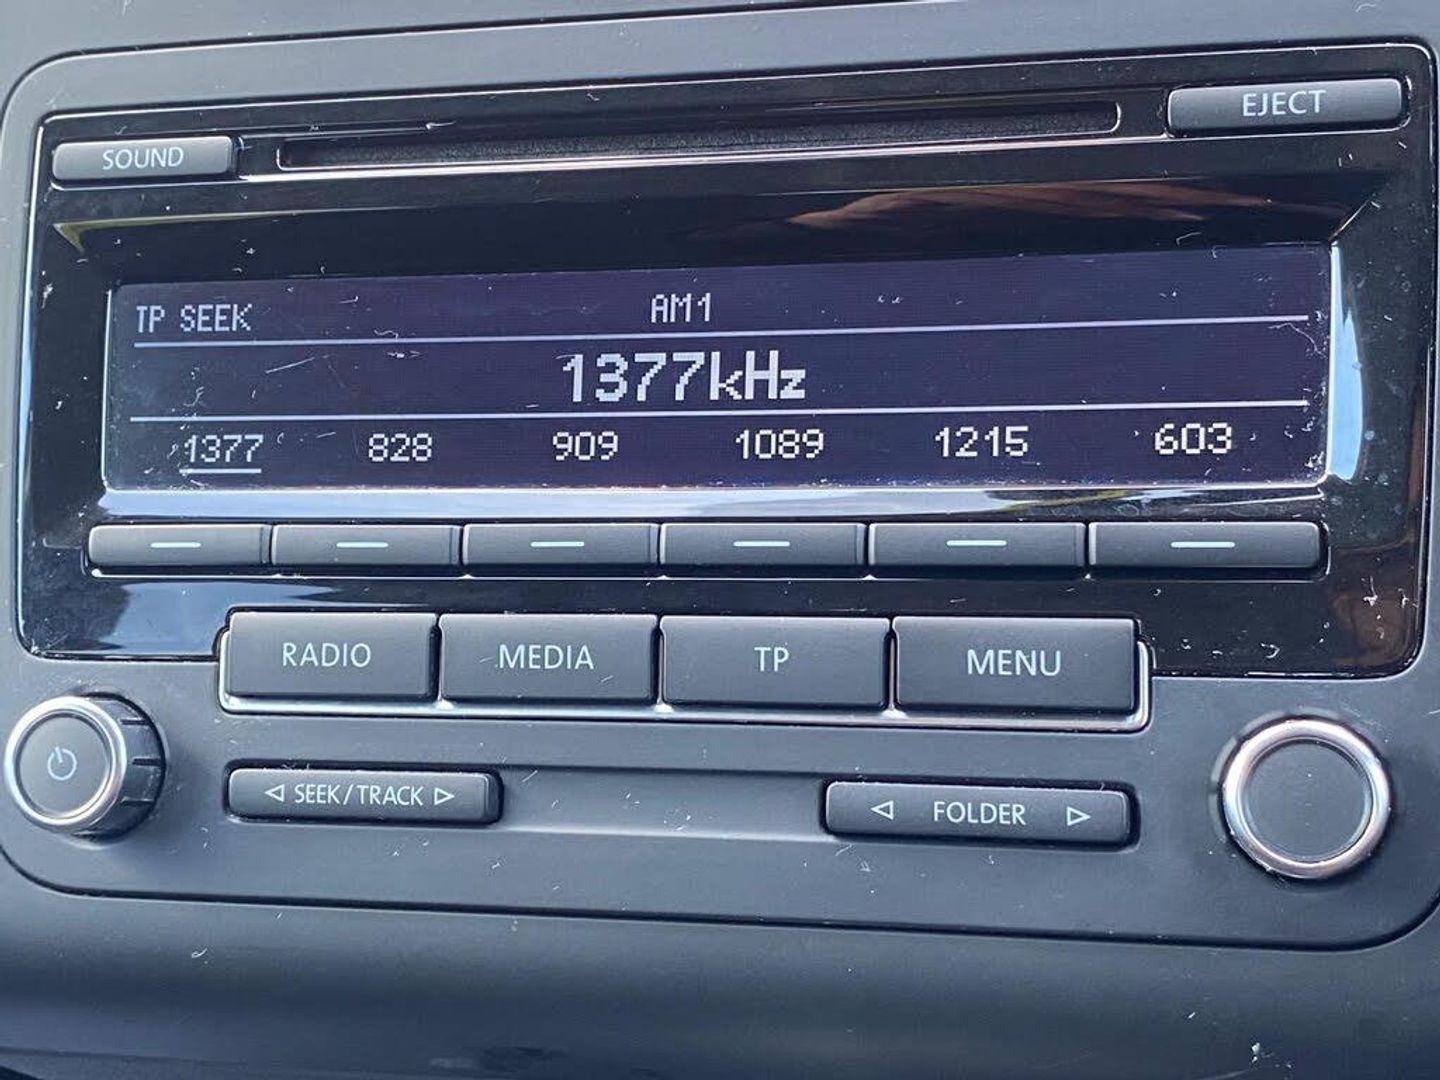 SOUND EJECT
TP SEEK AM1
1377kHz
1377 828 909 1089 1215 603
RADIO MEDIA TP MENU
◁ SEEK/TRACK ▷ ◁ FOLDER ▷